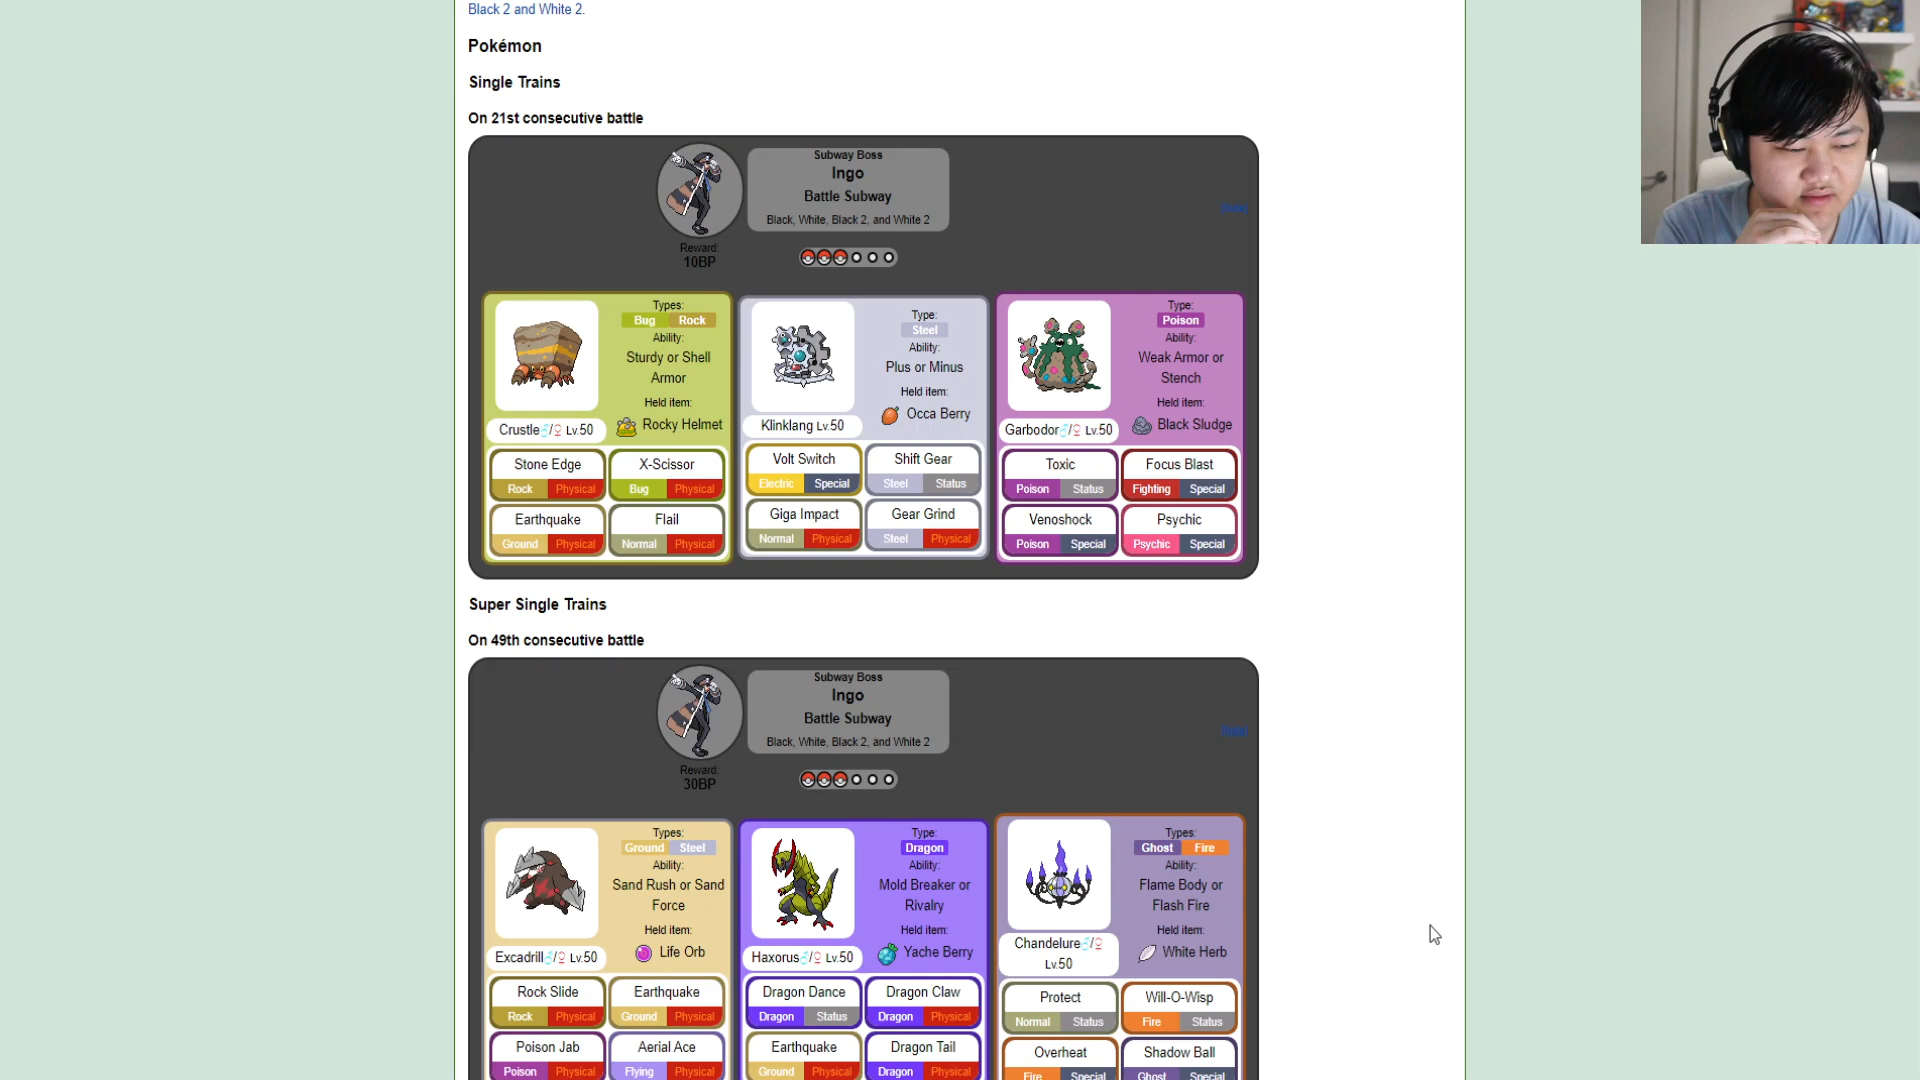 Black 2 and White 2.
Pokémon
Single Trains
On 21st consecutive battle
Subway Boss
Ingo
Battle Subway
Black, White, Black 2, and White 2
Reward:
10BP
Types:
Bug Rock
Ability:
Sturdy or Shell
Armor
Held item:
Rocky Helmet
Crustle♂/♀ Lv.50
Stone Edge
Rock Physical
X-Scissor
Bug Physical
Earthquake
Ground Physical
Flail
Normal Physical
Type:
Steel
Ability:
Plus or Minus
Held item:
Occa Berry
Klinklang Lv.50
Volt Switch
Electric Special
Shift Gear
Steel Status
Giga Impact
Normal Physical
Gear Grind
Steel Physical
Type:
Poison
Ability:
Weak Armor or
Stench
Held item:
Black Sludge
Garbodor♂/♀ Lv.50
Toxic
Poison Status
Focus Blast
Fighting Special
Venoshock
Poison Special
Psychic
Psychic Special
Super Single Trains
On 49th consecutive battle
Subway Boss
Ingo
Battle Subway
Black, White, Black 2, and White 2
Reward:
30BP
Types:
Ground Steel
Ability:
Sand Rush or Sand
Force
Held item:
Life Orb
Excadrill♂/♀ Lv.50
Rock Slide
Rock Physical
Earthquake
Ground Physical
Poison Jab
Poison Physical
Aerial Ace
Flying Physical
Type:
Dragon
Ability:
Mold Breaker or
Rivalry
Held item:
Yache Berry
Haxorus♂/♀ Lv.50
Dragon Dance
Dragon Status
Dragon Claw
Dragon Physical
Earthquake
Ground Physical
Dragon Tail
Dragon Physical
Types:
Ghost Fire
Ability:
Flame Body or
Flash Fire
Held item:
White Herb
Chandelure♂/♀
Lv.50
Protect
Normal Status
Will-O-Wisp
Fire Status
Overheat
Fire Special
Shadow Ball
Ghost Special